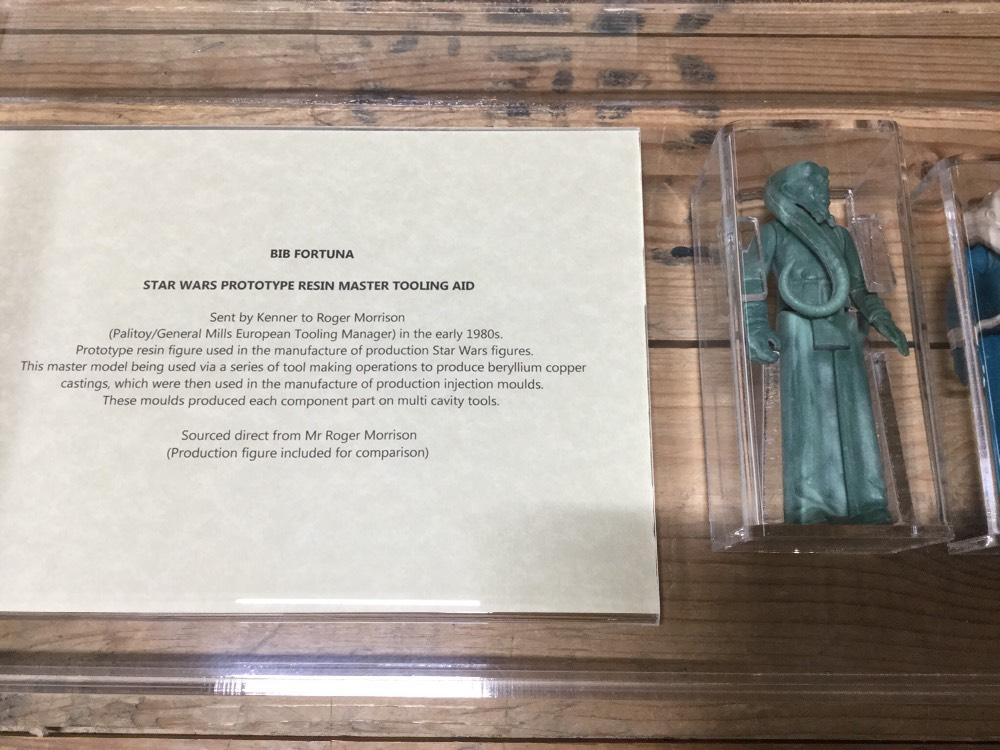 BIB FORTUNA
STAR WARS PROTOTYPE RESIN MASTER TOOLING AID
Sent by Kenner to Roger Morrison
(Palitoy/General Mills European Tooling Manager) in the early 1980s.
Prototype resin figure used in the manufacture of production Star Wars figures.
This master model being used via a series of tool making operations to produce beryllium copper
castings, which were then used in the manufacture of production injection moulds.
These moulds produced each component part on multi cavity tools.
Sourced direct from Mr Roger Morrison
(Production figure included for comparison)